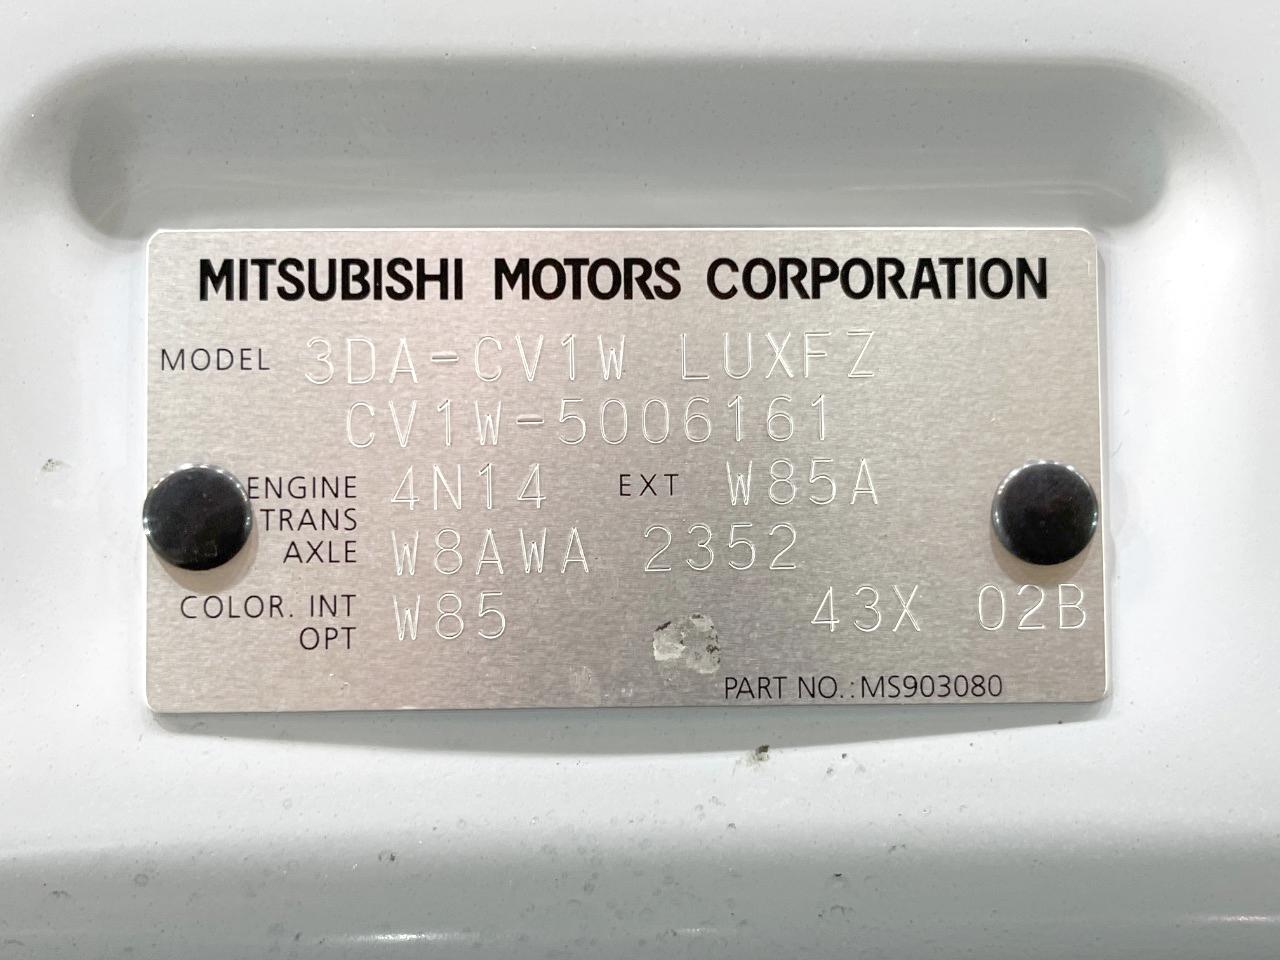 MITSUBISHI MOTORS CORPORATION
MODEL 3DA-CV1W LUXFZ
CV1W-5006161
ENGINE 4N14 EXT W85A
TRANS
AXLE W8AWA 2352
COLOR. INT W85 43X 02B
OPT
PART NO.: MS903080